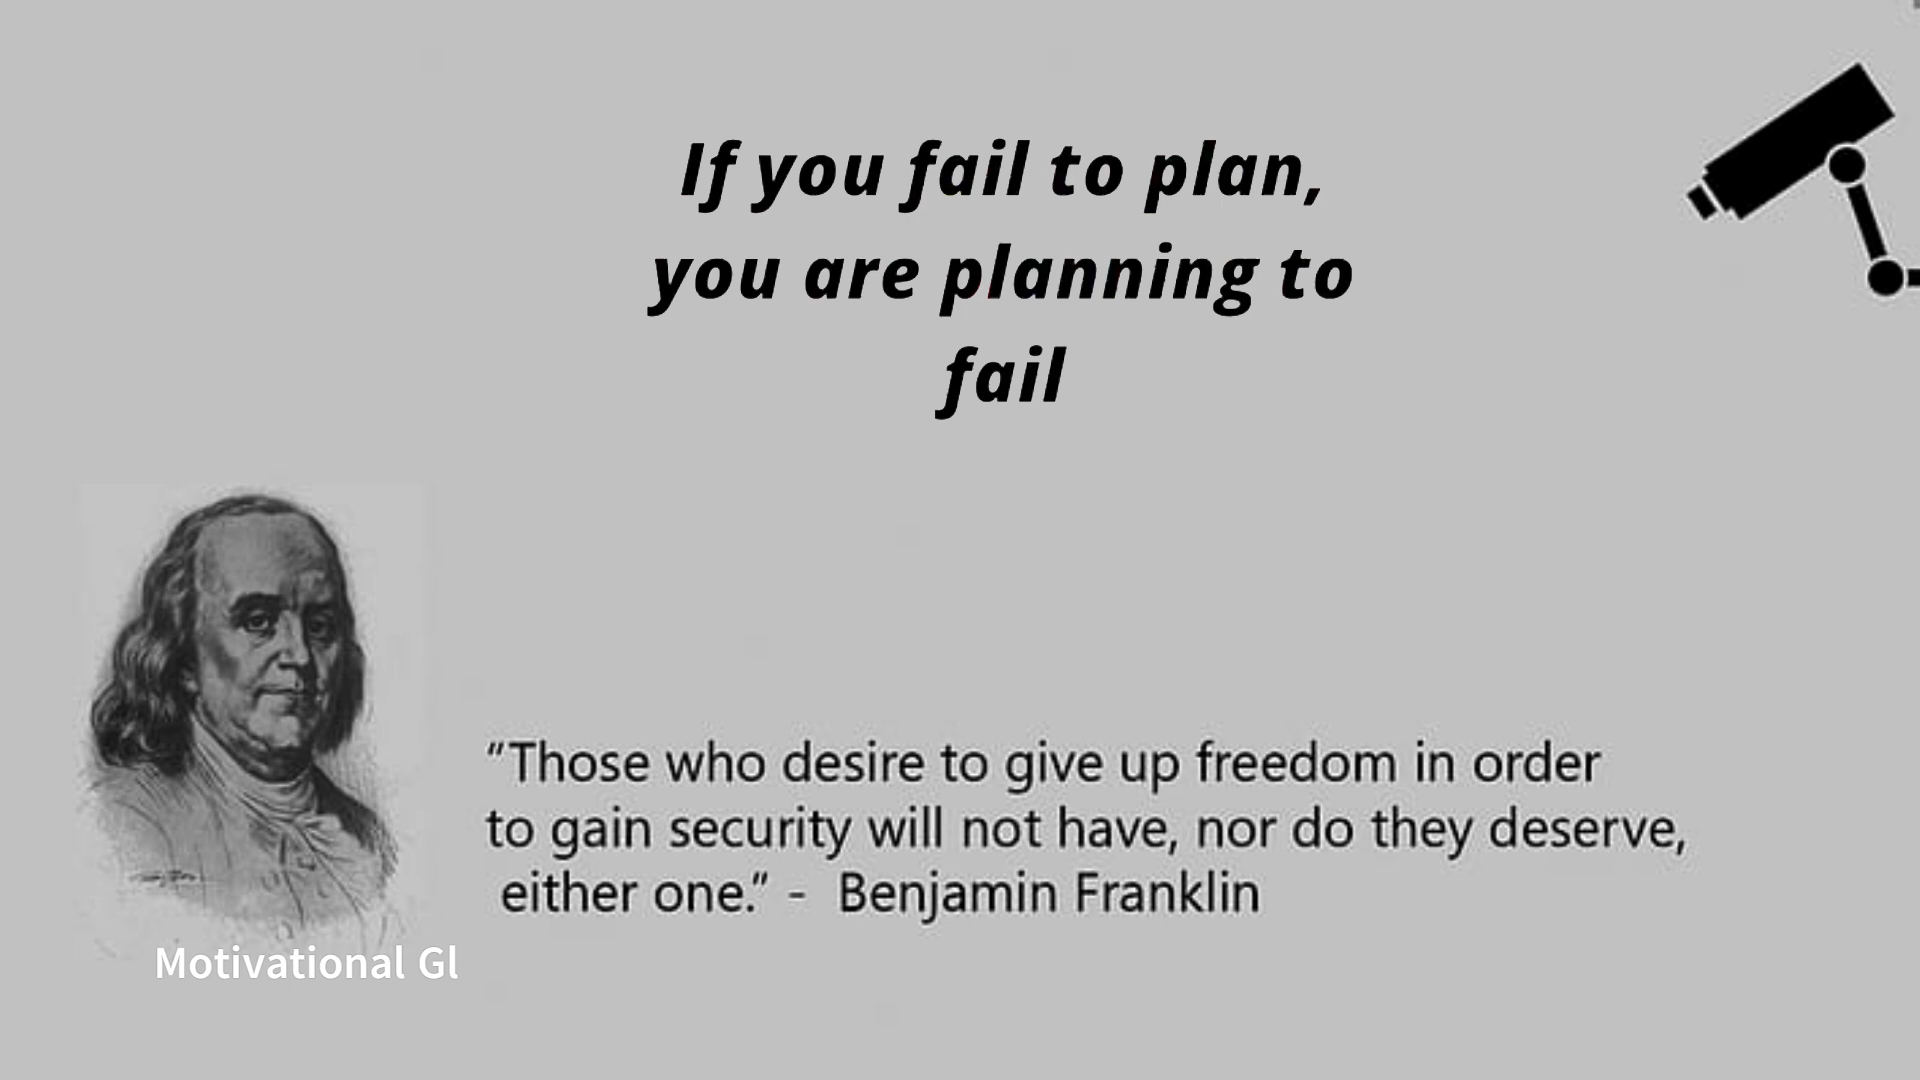 If you fail to plan,
you are planning to
fail
“Those who desire to give up freedom in order
to gain security will not have, nor do they deserve,
either one.” - Benjamin Franklin
Motivational Gl